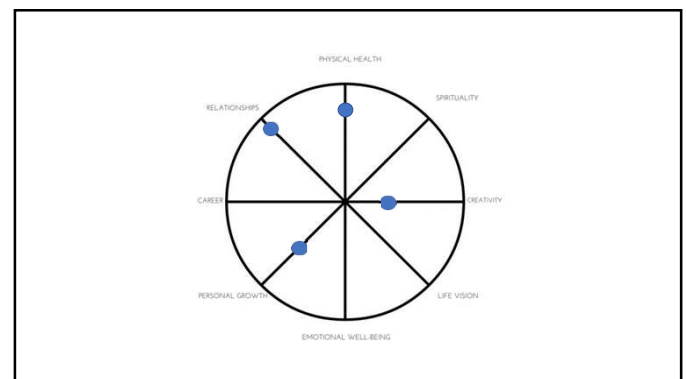 PHYSICAL HEALTH
SPIRITUALITY
RELATIONSHIPS
CAREER
CREATIVITY
PERSONAL GROWTH
LIFE VISION
EMOTIONAL WELL-BEING